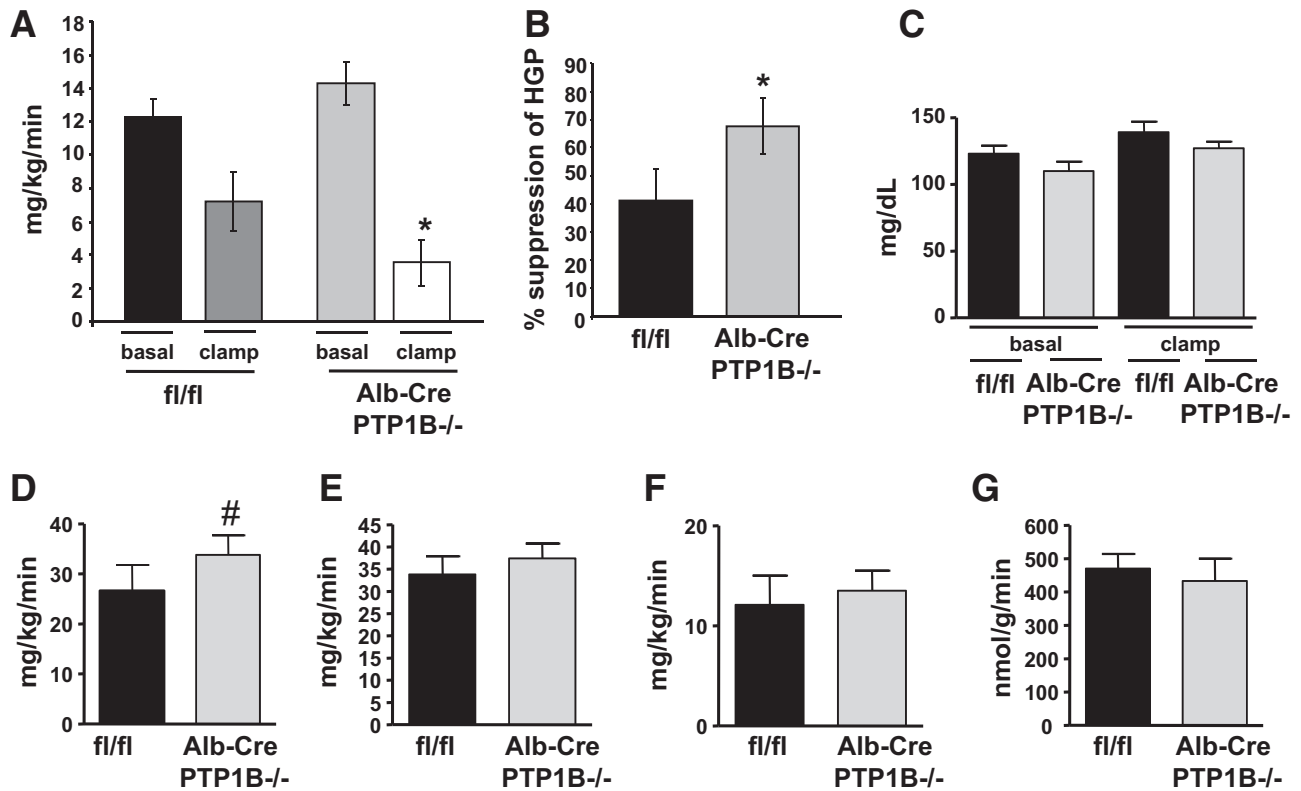 A
mg/kg/min
18
16
14
12
10
8
6
4
2
0
*
basal clamp basal clamp
fl/fl Alb-Cre
PTP1B-/-
B
% suppression of HGP
90
80
70
60
50
40
30
20
10
0
*
fl/fl Alb-Cre
PTP1B-/-
C
mg/dL
150
100
50
0
basal clamp
fl/fl Alb-Cre fl/fl Alb-Cre
PTP1B-/- PTP1B-/-
D
mg/kg/min
40
30
20
10
0
#
fl/fl Alb-Cre
PTP1B-/-
E
mg/kg/min
45
40
35
30
25
20
15
10
5
0
fl/fl Alb-Cre
PTP1B-/-
F
mg/kg/min
20
10
0
fl/fl Alb-Cre
PTP1B-/-
G
nmol/g/min
600
500
400
300
200
100
0
fl/fl Alb-Cre
PTP1B-/-